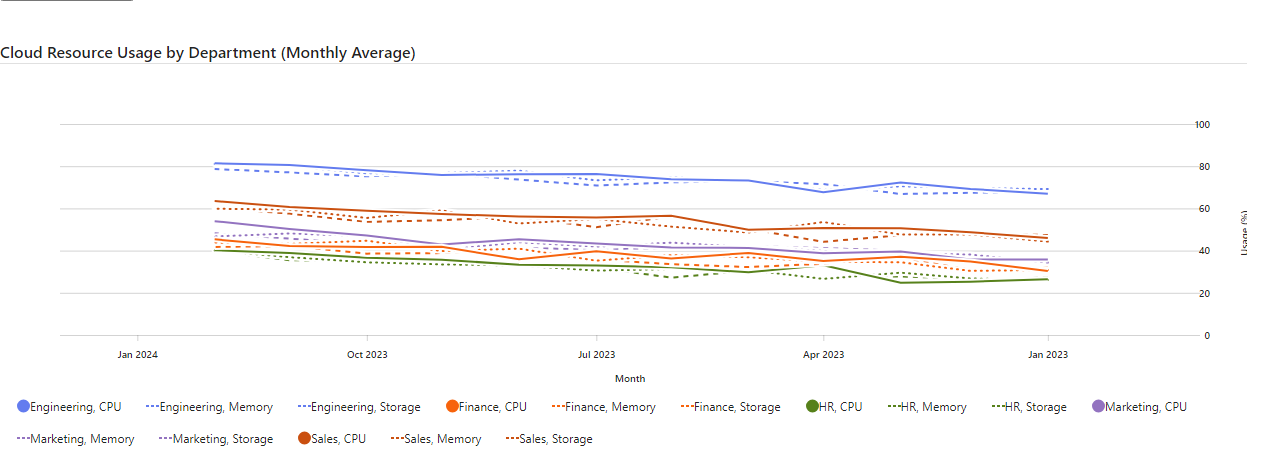 Cloud Resource Usage by Department (Monthly Average)
100
80
60
40
20
0
Usage (%)
Jan 2024 Oct 2023 Jul 2023 Apr 2023 Jan 2023
Month
Engineering, CPU Engineering, Memory Engineering, Storage Finance, CPU Finance, Memory Finance, Storage HR, CPU HR, Memory HR, Storage Marketing, CPU
Marketing, Memory Marketing, Storage Sales, CPU Sales, Memory Sales, Storage